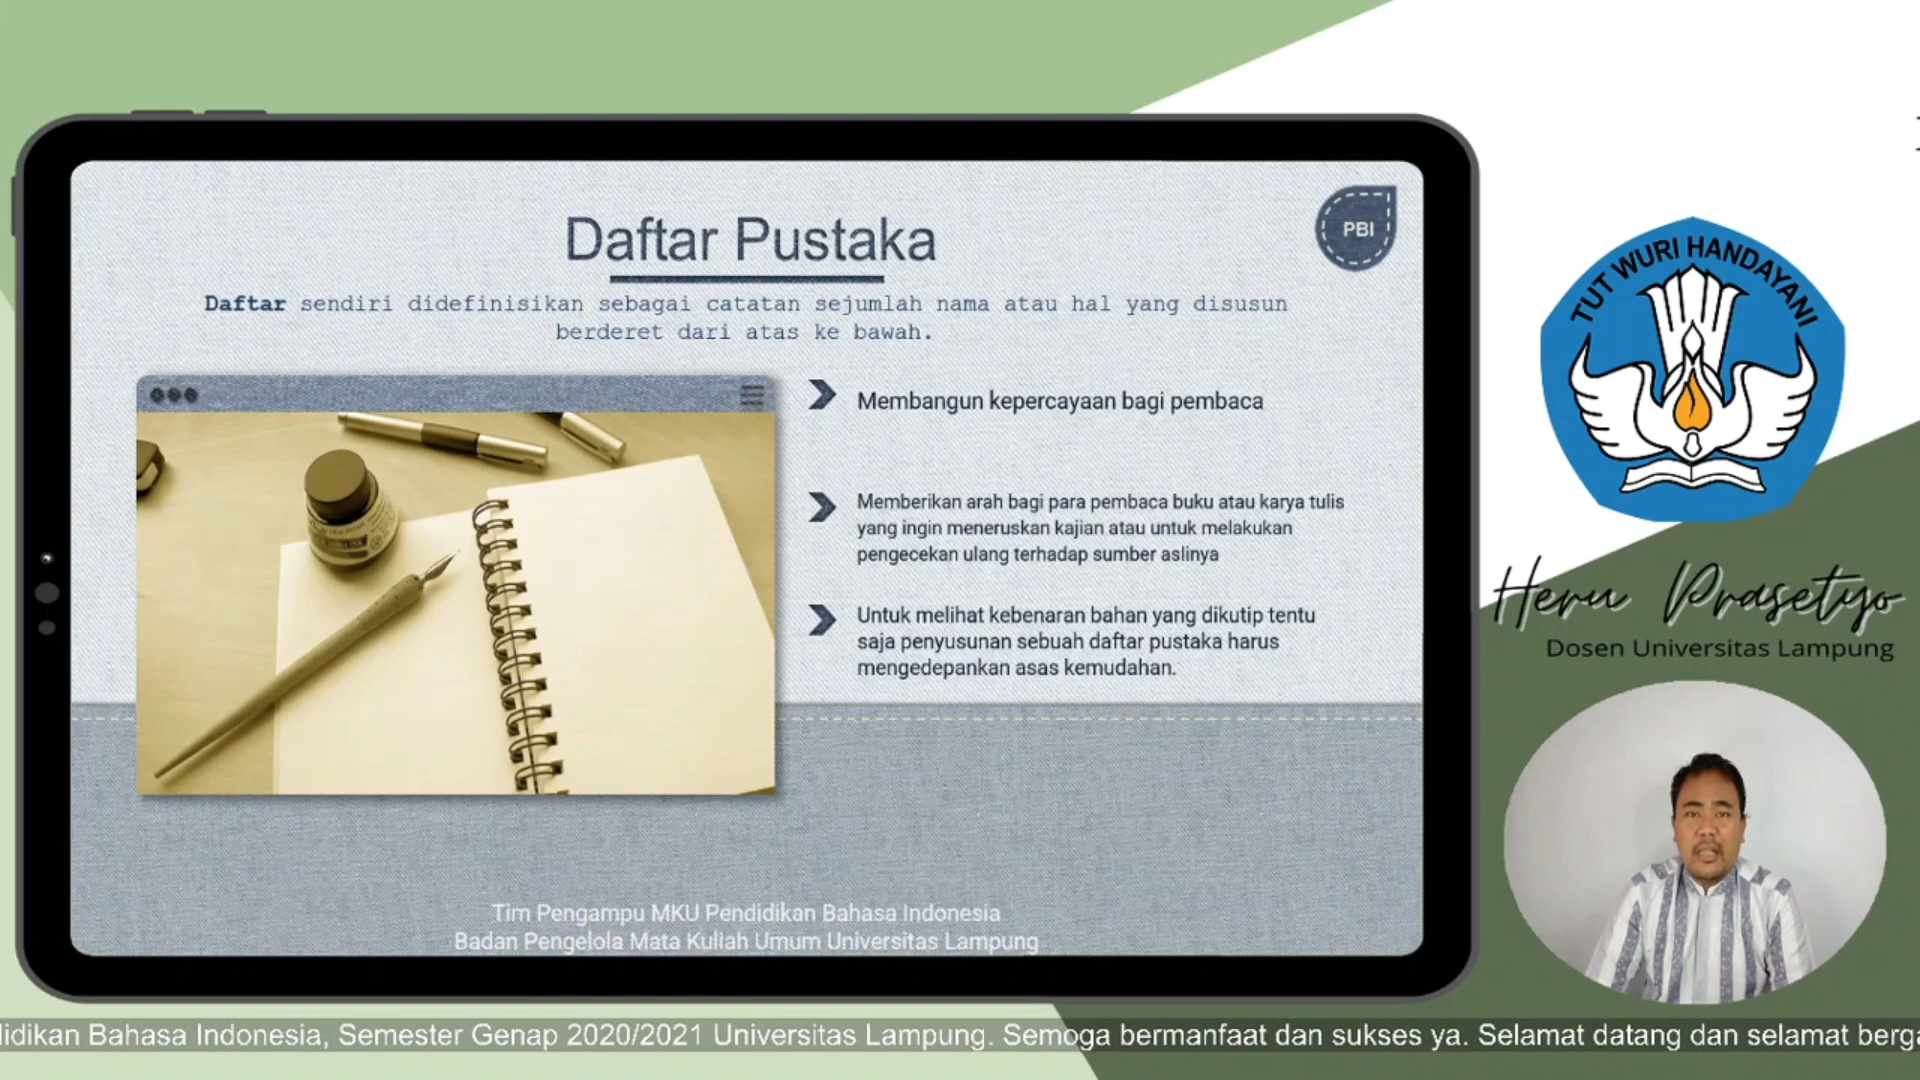 Daftar Pustaka
PBI
Daftar sendiri didefinisikan sebagai catatan sejumlah nama atau hal yang disusun
berderet dari atas ke bawah.
Membangun kepercayaan bagi pembaca
Memberikan arah bagi para pembaca buku atau karya tulis
yang ingin meneruskan kajian atau untuk melakukan
pengecekan ulang terhadap sumber aslinya
Untuk melihat kebenaran bahan yang dikutip tentu
saja penyusunan sebuah daftar pustaka harus
mengedepankan asas kemudahan.
Tim Pengampu MKU Pendidikan Bahasa Indonesia
Badan Pengelola Mata Kuliah Umum Universitas Lampung
TUT WURI HANDAYANI
Heru Prasetyo
Dosen Universitas Lampung
Bahasa Indonesia, Semester Genap 2020/2021 Universitas Lampung. Semoga bermanfaat dan sukses ya. Selamat datang dan selamat